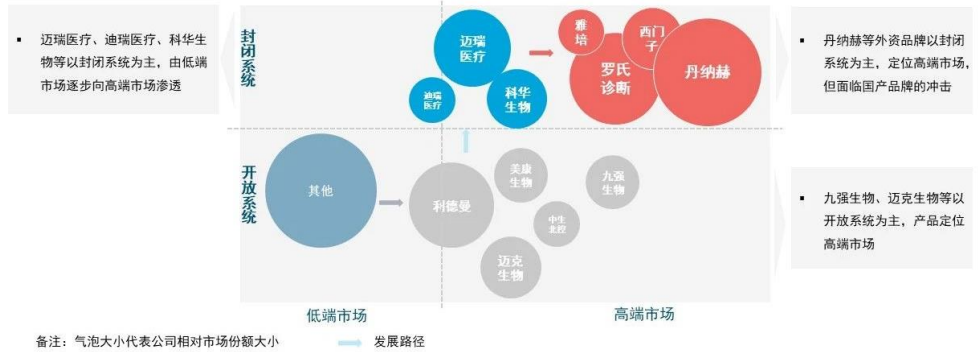 ▪ 迈瑞医疗、迪瑞医疗、科华生
物等以封闭系统为主，由低端
市场逐步向高端市场渗透
封闭系统
迈瑞
医疗
迪瑞
医疗
科华
生物
雅
培
西门
子
罗氏
诊断
丹纳赫
▪ 丹纳赫等外资品牌以封闭
系统为主，定位高端市场，
但面临国产品牌的冲击
开放系统
其他
利德曼
美康
生物
九强
生物
中生
北控
迈克
生物
▪ 九强生物、迈克生物等以
开放系统为主，产品定位
高端市场
低端市场
高端市场
备注：气泡大小代表公司相对市场份额大小
发展路径